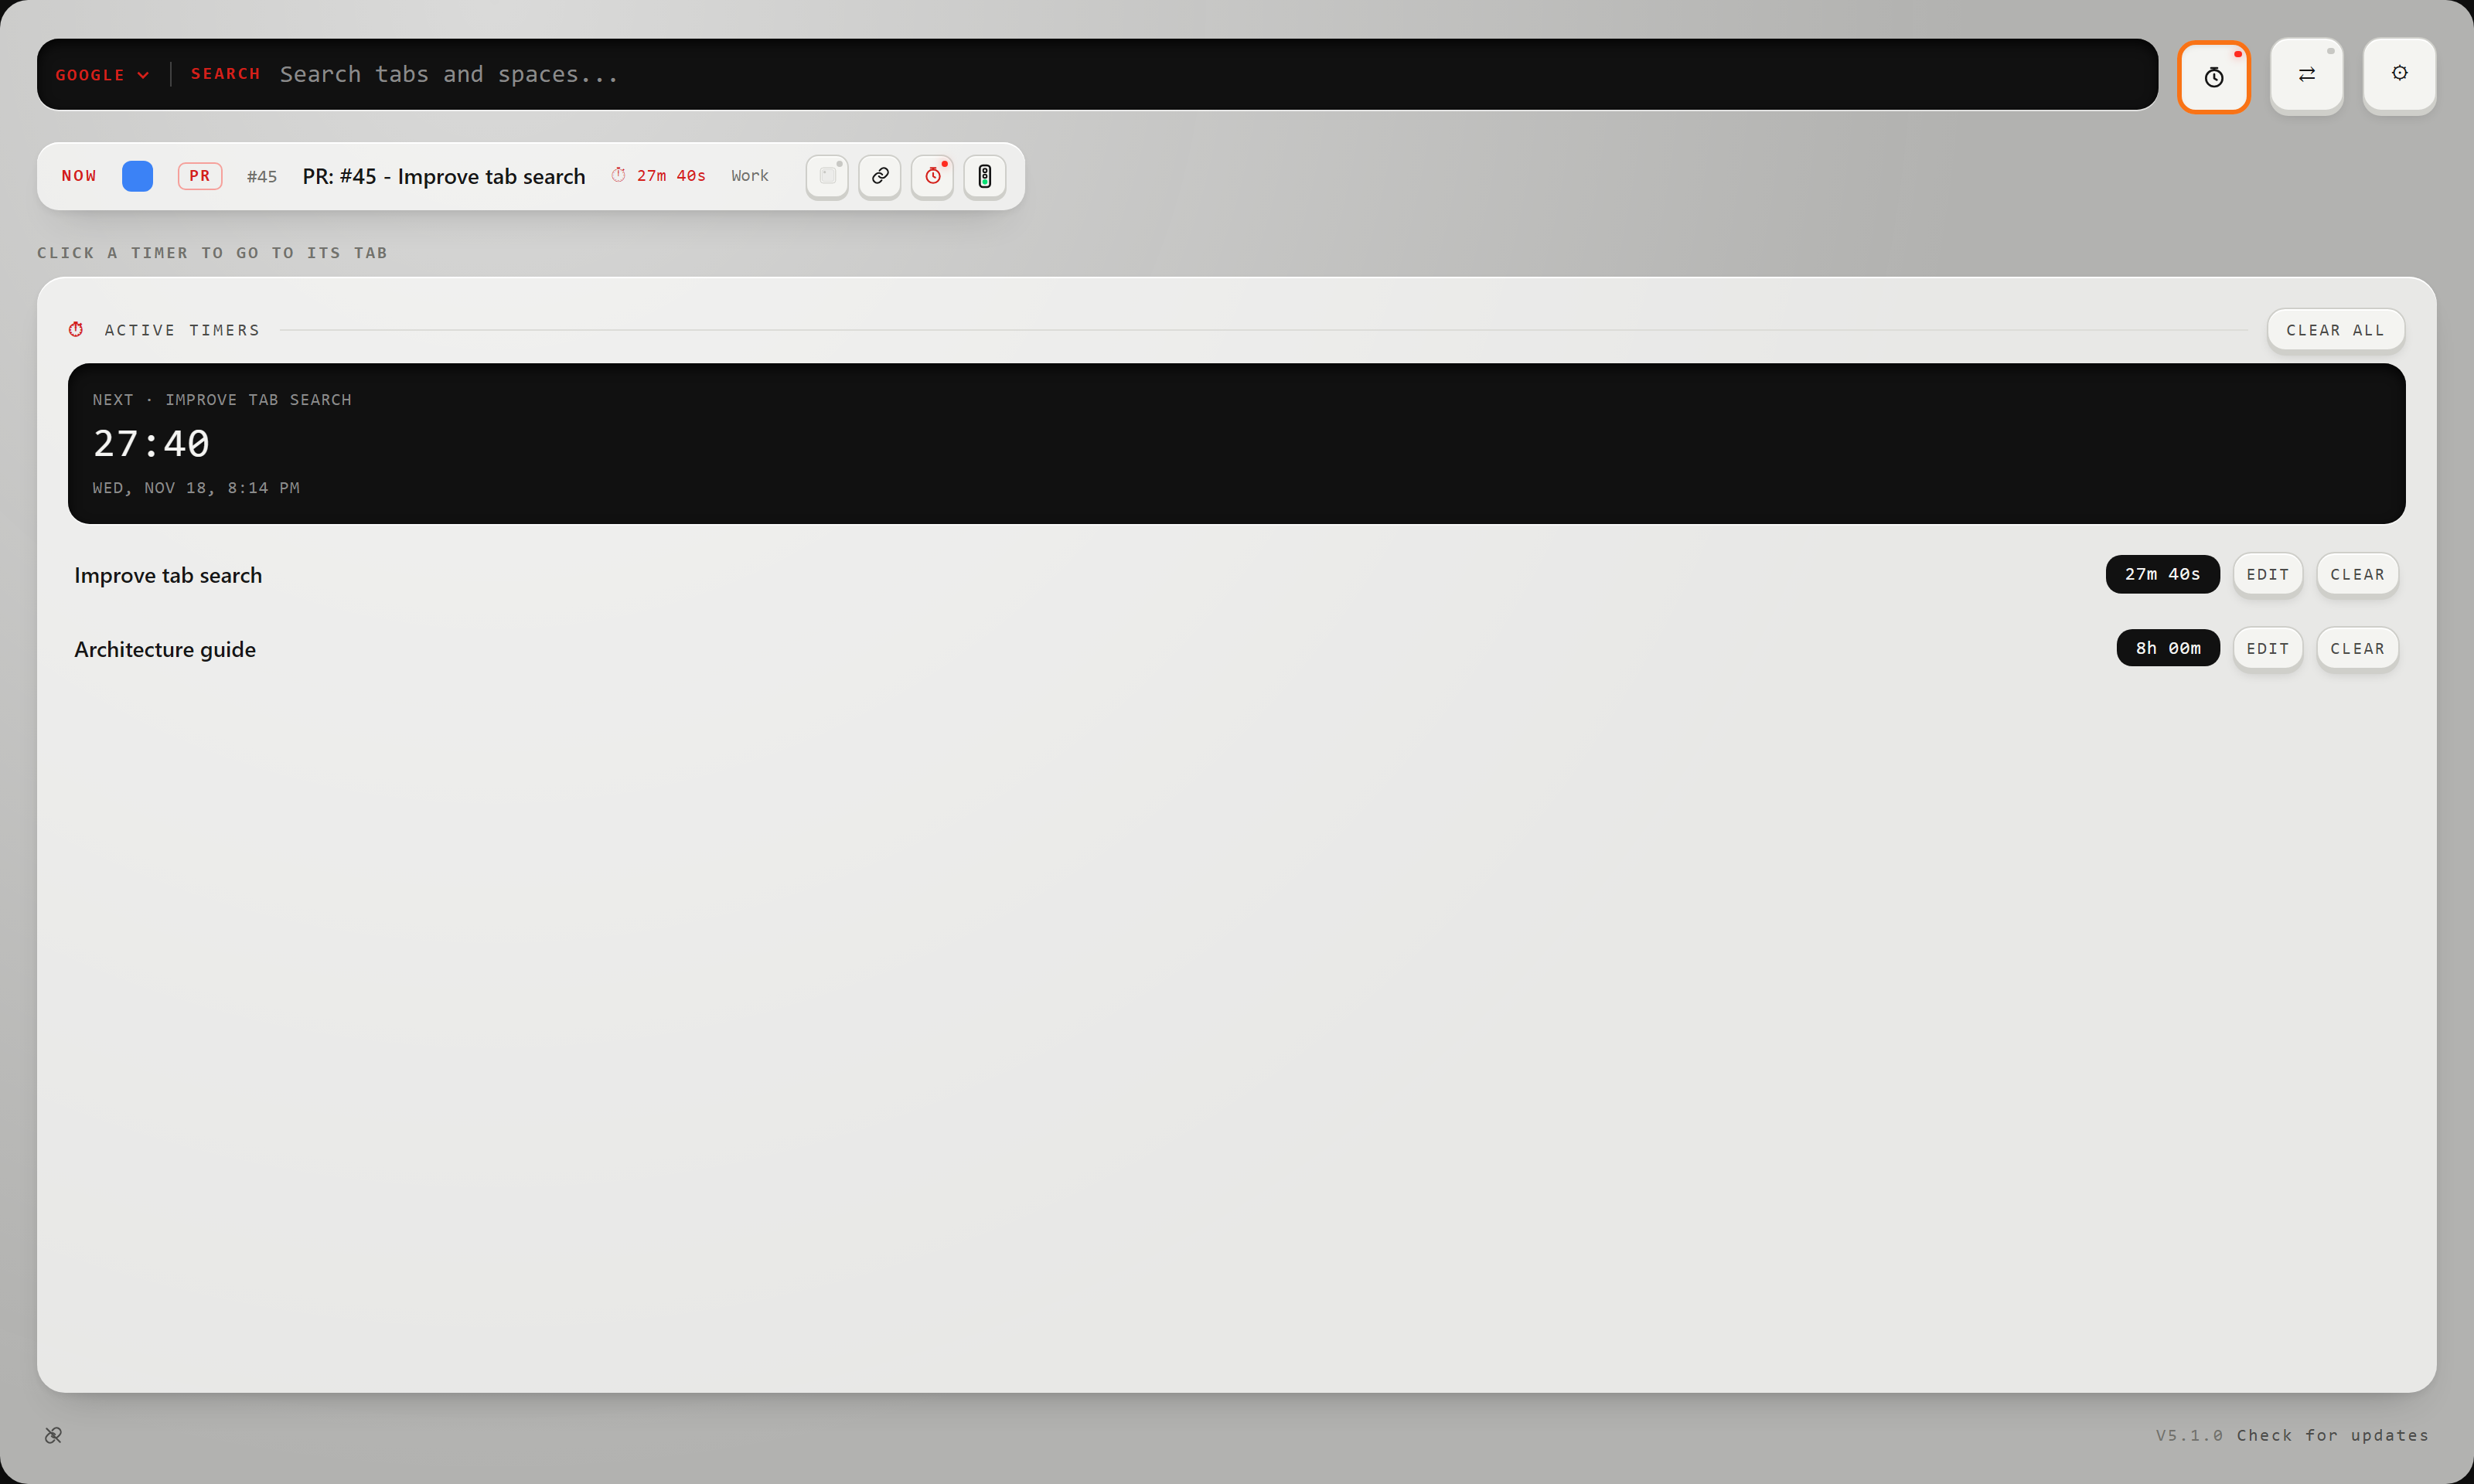 GOOGLE SEARCH Search tabs and spaces...
NOW PR #45 PR: #45 - Improve tab search 27m 40s Work
CLICK A TIMER TO GO TO ITS TAB
ACTIVE TIMERS CLEAR ALL
NEXT · IMPROVE TAB SEARCH
27:40
WED, NOV 18, 8:14 PM
Improve tab search 27m 40s EDIT CLEAR
Architecture guide 8h 00m EDIT CLEAR
V5.1.0 Check for updates